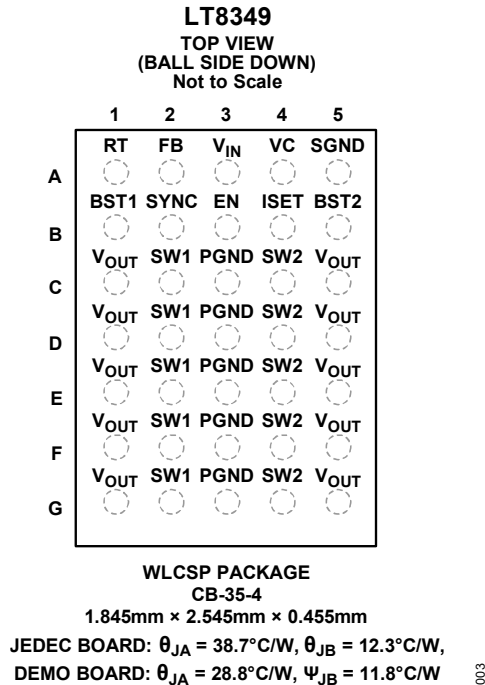 LT8349
TOP VIEW
(BALL SIDE DOWN)
Not to Scale
1 2 3 4 5
RT FB VIN VC SGND
A
BST1 SYNC EN ISET BST2
B
VOUT SW1 PGND SW2 VOUT
C
VOUT SW1 PGND SW2 VOUT
D
VOUT SW1 PGND SW2 VOUT
E
VOUT SW1 PGND SW2 VOUT
F
VOUT SW1 PGND SW2 VOUT
G
WLCSP PACKAGE
CB-35-4
1.845mm × 2.545mm × 0.455mm
JEDEC BOARD: θJA = 38.7°C/W, θJB = 12.3°C/W,
DEMO BOARD: θJA = 28.8°C/W, ΨJB = 11.8°C/W
003